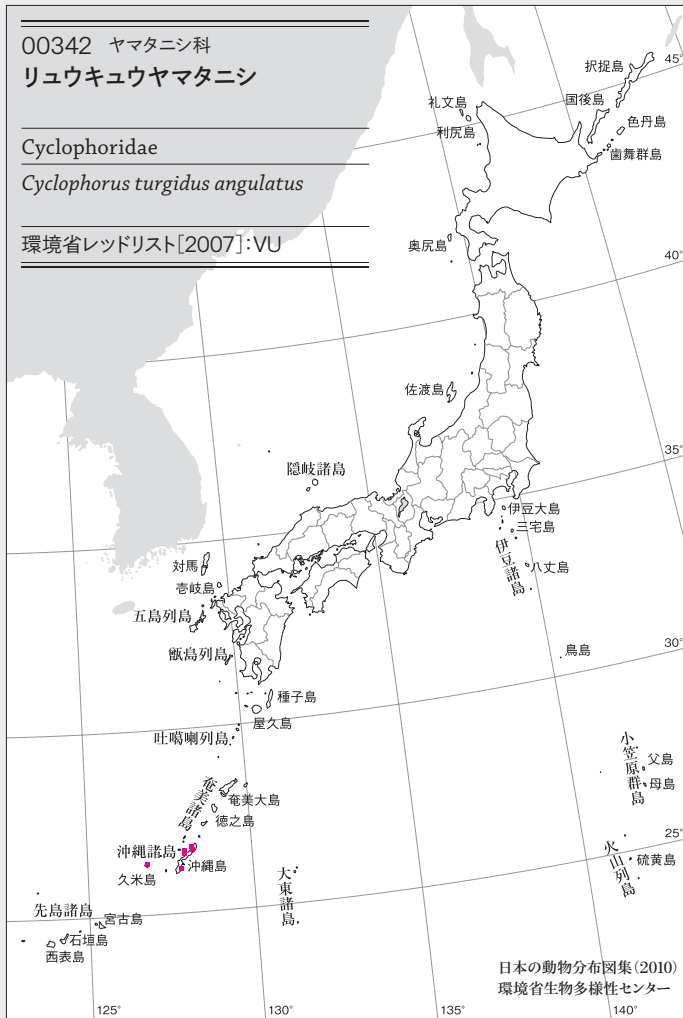 00342 ヤマタニシ科
リュウキュウヤマタニシ
Cyclophoridae
Cyclophorus turgidus angulatus
環境省レッドリスト[2007]:VU
択捉島
45°
礼文島
国後島
利尻島
色丹島
歯舞群島
奥尻島
40°
佐渡島
35°
隠岐諸島
伊豆大島
三宅島
伊豆諸島
八丈島
対馬
壱岐島
五島列島
甑島列島
鳥島
30°
種子島
屋久島
吐噶喇列島
小笠原群島
父島
母島
奄美諸島
奄美大島
徳之島
25°
沖縄諸島
沖縄島
久米島
火山列島
硫黄島
大東諸島
先島諸島
宮古島
石垣島
西表島
日本の動物分布図集(2010)
環境省生物多様性センター
125°
130°
135°
140°